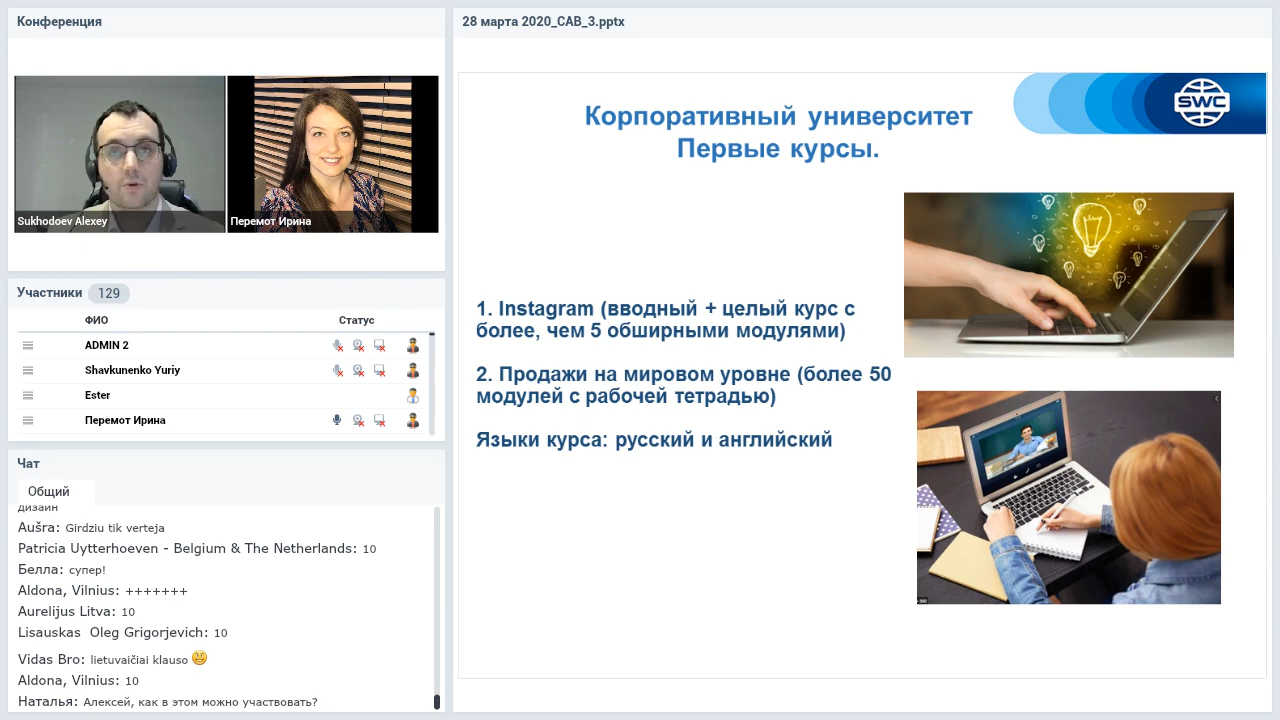 Конференция
Sukhodoev Alexey
Перемот Ирина
Участники 129
ФИО Статус
ADMIN 2
Shavkunenko Yuriy
Ester
Перемот Ирина
Чат
Общий
дизайн
Aušra: Girdziu tik verteja
Patricia Uytterhoeven - Belgium & The Netherlands: 10
Белла: супер!
Aldona, Vilnius: +++++++
Aurelijus Litva: 10
Lisauskas Oleg Grigorjevich: 10
Vidas Bro: lietuvaičiai klauso
Aldona, Vilnius: 10
Наталья: Алексей, как в этом можно участвовать?
28 марта 2020_CAB_3.pptx
SWC
Корпоративный университет
Первые курсы.
1. Instagram (вводный + целый курс с
более, чем 5 обширными модулями)
2. Продажи на мировом уровне (более 50
модулей с рабочей тетрадью)
Языки курса: русский и английский